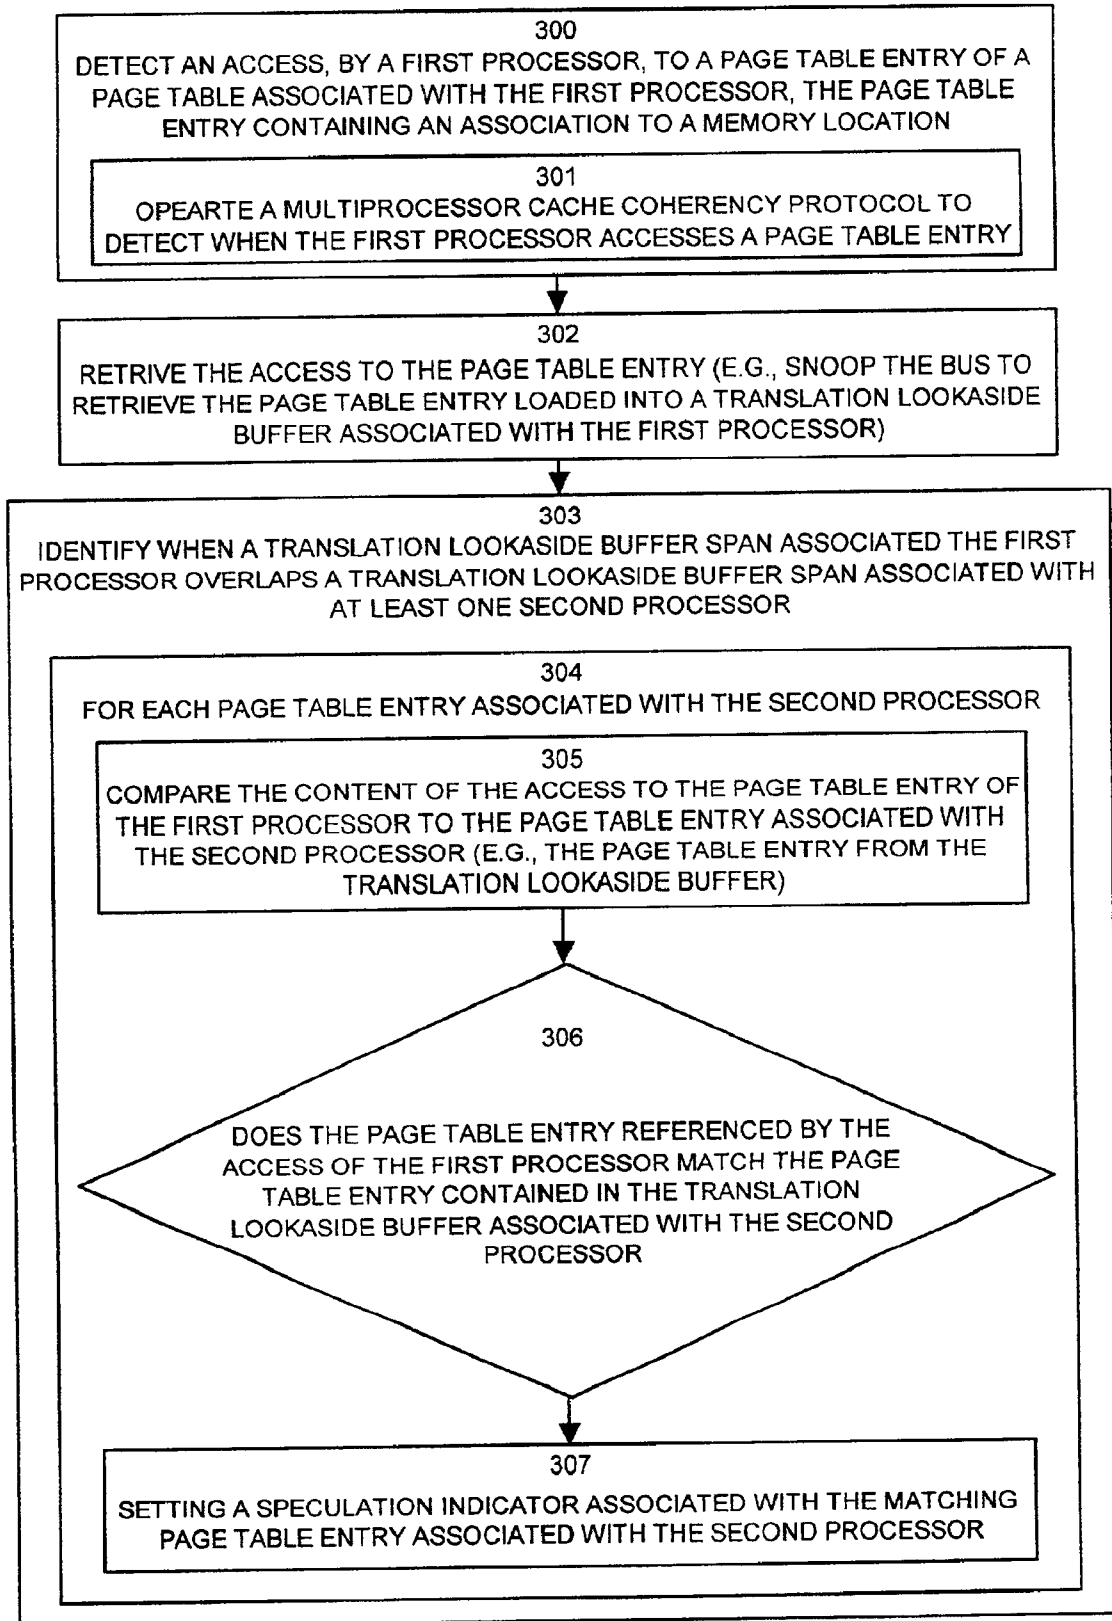 300
DETECT AN ACCESS, BY A FIRST PROCESSOR, TO A PAGE TABLE ENTRY OF A
PAGE TABLE ASSOCIATED WITH THE FIRST PROCESSOR, THE PAGE TABLE
ENTRY CONTAINING AN ASSOCIATION TO A MEMORY LOCATION
301
OPEARTE A MULTIPROCESSOR CACHE COHERENCY PROTOCOL TO
DETECT WHEN THE FIRST PROCESSOR ACCESSES A PAGE TABLE ENTRY
302
RETRIVE THE ACCESS TO THE PAGE TABLE ENTRY (E.G., SNOOP THE BUS TO
RETRIEVE THE PAGE TABLE ENTRY LOADED INTO A TRANSLATION LOOKASIDE
BUFFER ASSOCIATED WITH THE FIRST PROCESSOR)
303
IDENTIFY WHEN A TRANSLATION LOOKASIDE BUFFER SPAN ASSOCIATED THE FIRST
PROCESSOR OVERLAPS A TRANSLATION LOOKASIDE BUFFER SPAN ASSOCIATED WITH
AT LEAST ONE SECOND PROCESSOR
304
FOR EACH PAGE TABLE ENTRY ASSOCIATED WITH THE SECOND PROCESSOR
305
COMPARE THE CONTENT OF THE ACCESS TO THE PAGE TABLE ENTRY OF
THE FIRST PROCESSOR TO THE PAGE TABLE ENTRY ASSOCIATED WITH
THE SECOND PROCESSOR (E.G., THE PAGE TABLE ENTRY FROM THE
TRANSLATION LOOKASIDE BUFFER)
306
DOES THE PAGE TABLE ENTRY REFERENCED BY THE
ACCESS OF THE FIRST PROCESSOR MATCH THE PAGE
TABLE ENTRY CONTAINED IN THE TRANSLATION
LOOKASIDE BUFFER ASSOCIATED WITH THE SECOND
PROCESSOR
307
SETTING A SPECULATION INDICATOR ASSOCIATED WITH THE MATCHING
PAGE TABLE ENTRY ASSOCIATED WITH THE SECOND PROCESSOR